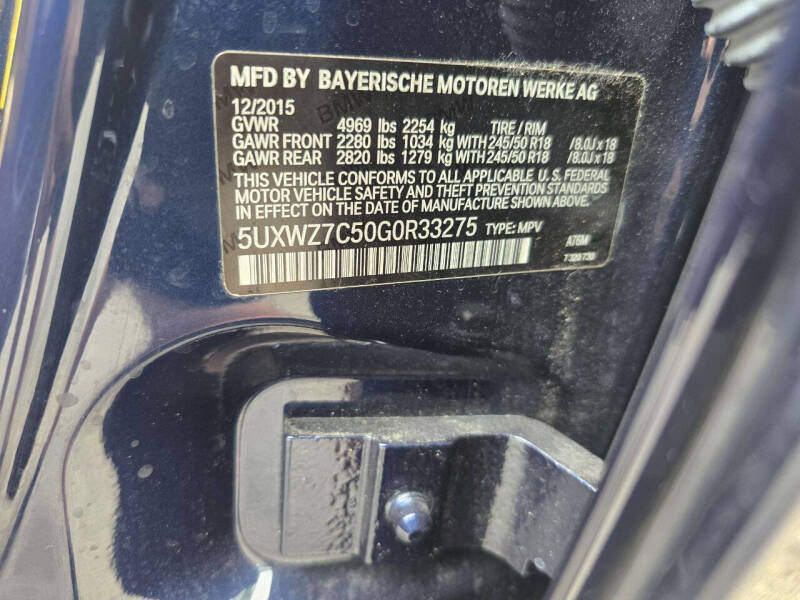 MFD BY BAYERISCHE MOTOREN WERKE AG
12/2015
GVWR 4969 lbs 2254 kg TIRE / RIM
GAWR FRONT 2280 lbs 1034 kg WITH 245/50 R18 /8.0J x 18
GAWR REAR 2820 lbs 1279 kg WITH 245/50 R18 /8.0J x 18
THIS VEHICLE CONFORMS TO ALL APPLICABLE U.S. FEDERAL
MOTOR VEHICLE SAFETY AND THEFT PREVENTION STANDARDS
IN EFFECT ON THE DATE OF MANUFACTURE SHOWN ABOVE.
5UXWZ7C50G0R33275 TYPE: MPV A76M